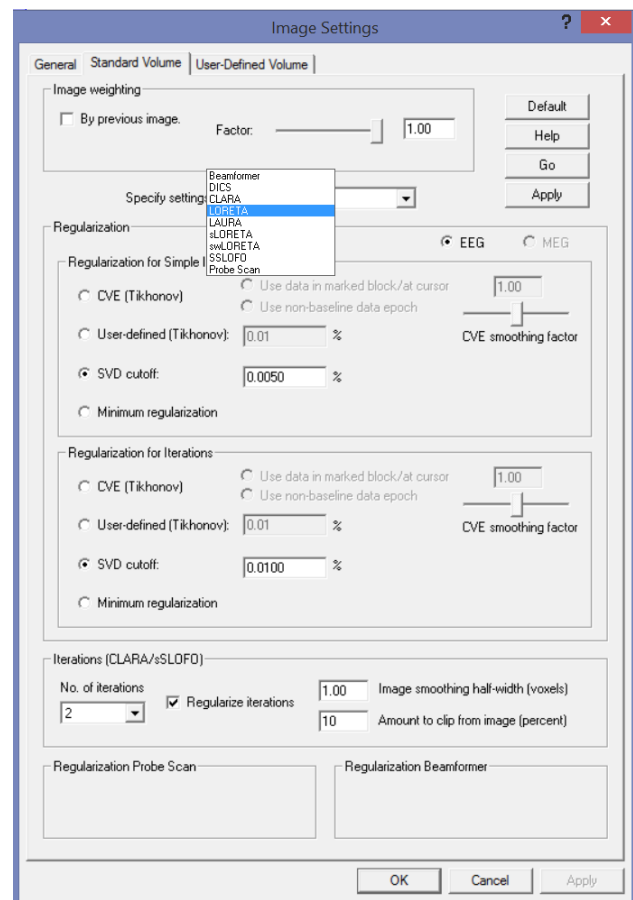 Image Settings
?
×
General
Standard Volume
User-Defined Volume
Image weighting
By previous image.
Factor:
1.00
Default
Help
Go
Apply
Specify setting
Beamformer
DICS
CLARA
LORETA
LAURA
sLORETA
swLORETA
SSLOFO
Probe Scan
Regularization
EEG
MEG
Regularization for Simple
CVE (Tikhonov)
Use data in marked block/at cursor
Use non-baseline data epoch
1.00
User-defined (Tikhonov):
0.01
%
CVE smoothing factor
SVD cutoff:
0.0050
%
Minimum regularization
Regularization for Iterations
CVE (Tikhonov)
Use data in marked block/at cursor
Use non-baseline data epoch
1.00
User-defined (Tikhonov):
0.01
%
CVE smoothing factor
SVD cutoff:
0.0100
%
Minimum regularization
Iterations (CLARA/sSLOFO)
No. of iterations
2
Regularize iterations
1.00
Image smoothing half-width (voxels)
10
Amount to clip from image (percent)
Regularization Probe Scan
Regularization Beamformer
OK
Cancel
Apply